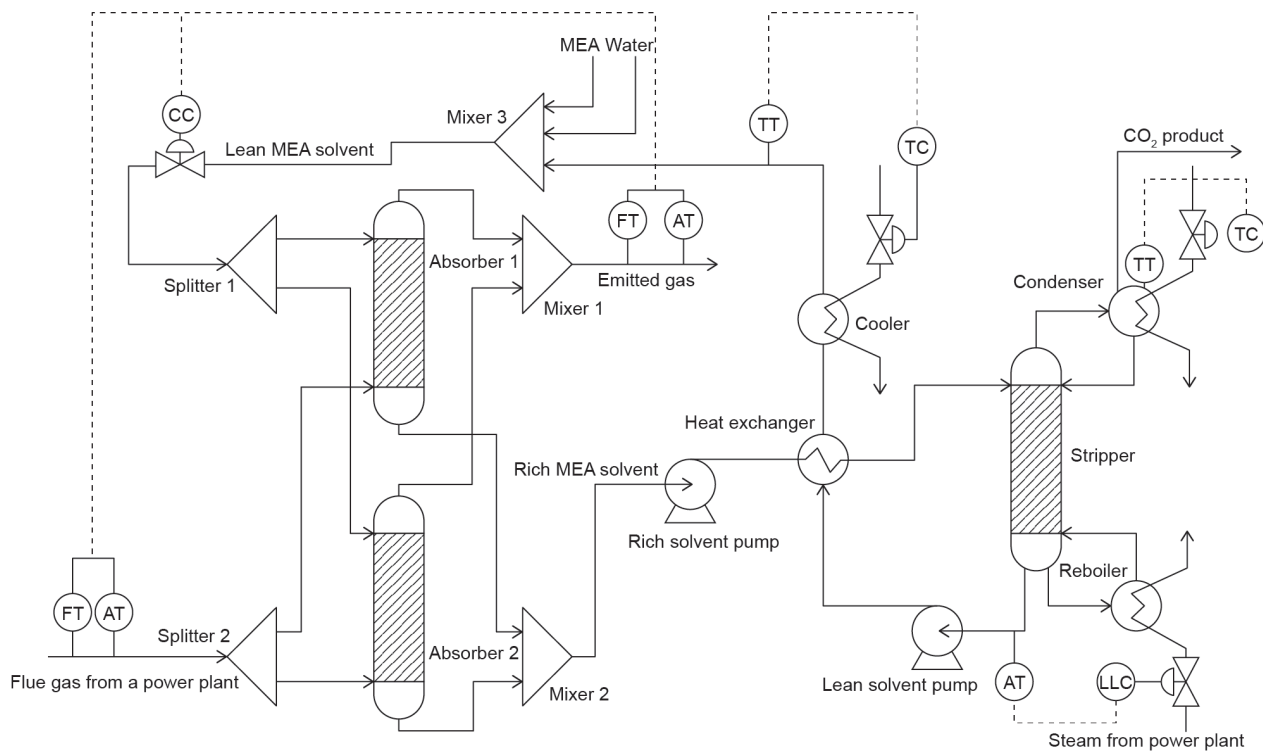 MEA Water
CC
Mixer 3
TT
TC
Lean MEA solvent
CO₂ product
FT
AT
TC
Absorber 1
TT
Splitter 1
Emitted gas
Condenser
Mixer 1
Cooler
Heat exchanger
Rich MEA solvent
Stripper
Rich solvent pump
Reboiler
FT
AT
Splitter 2
Absorber 2
Flue gas from a power plant
Mixer 2
Lean solvent pump
AT
LLC
Steam from power plant